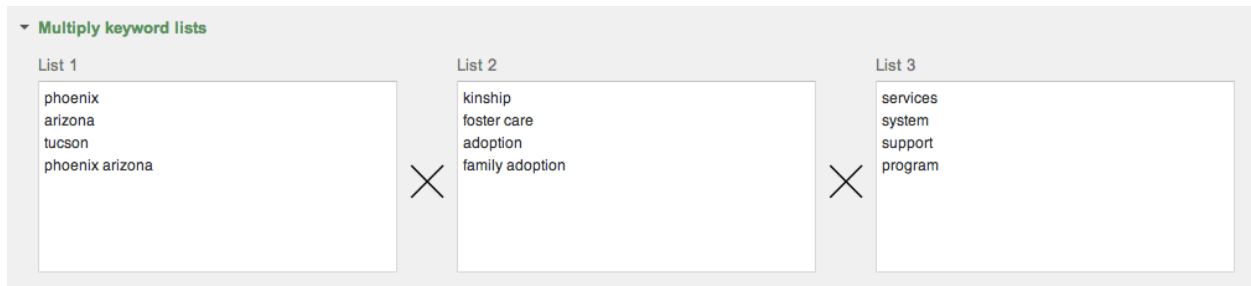 Multiply keyword lists
List 1
phoenix
arizona
tucson
phoenix arizona
List 2
kinship
foster care
adoption
family adoption
List 3
services
system
support
program